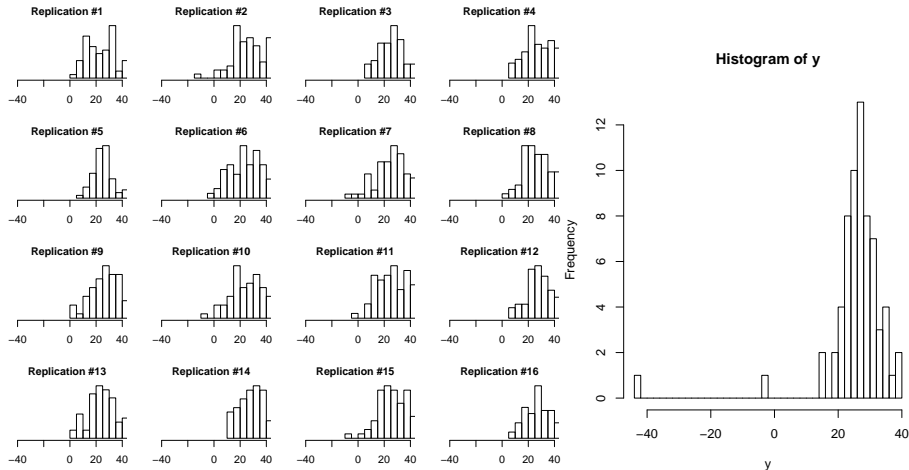 Replication #1
−40 0 20 40
Replication #2
−40 0 20 40
Replication #3
−40 0 20 40
Replication #4
−40 0 20 40
Replication #5
−40 0 20 40
Replication #6
−40 0 20 40
Replication #7
−40 0 20 40
Replication #8
−40 0 20 40
Replication #9
−40 0 20 40
Replication #10
−40 0 20 40
Replication #11
−40 0 20 40
Replication #12
−40 0 20 40
Replication #13
−40 0 20 40
Replication #14
−40 0 20 40
Replication #15
−40 0 20 40
Replication #16
−40 0 20 40
Histogram of y
Frequency
12
10
8
6
4
2
0
−40 −20 0 20 40
y